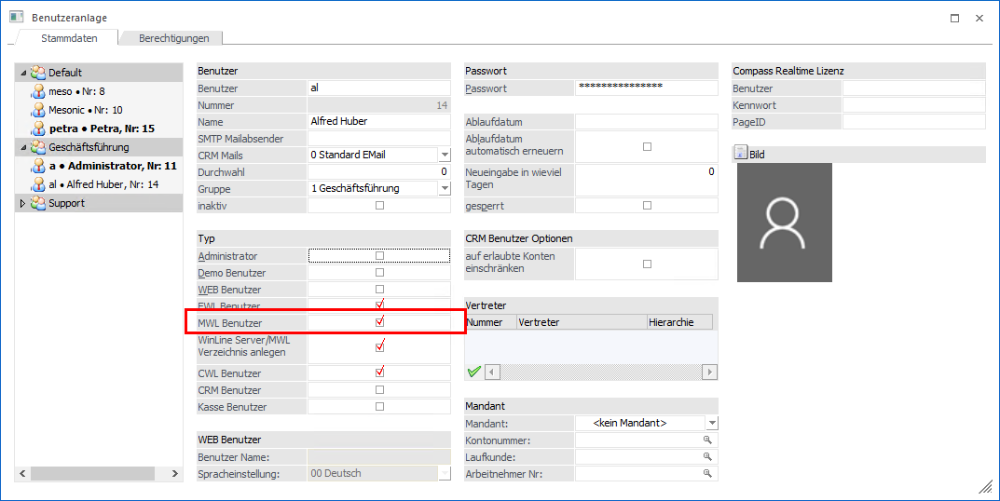 Benutzeranlage
Stammdaten
Berechtigungen
Default
meso • Nr: 8
Mesonic • Nr: 10
petra • Petra, Nr: 15
Geschäftsführung
a • Administrator, Nr: 11
al • Alfred Huber, Nr: 14
Support
Benutzer
Benutzer al
Nummer 14
Name Alfred Huber
SMTP Mailabsender
CRM Mails 0 Standard EMail
Durchwahl 0
Gruppe 1 Geschäftsführung
inaktiv
Typ
Administrator
Demo Benutzer
WEB Benutzer
EWL Benutzer
MWL Benutzer
WinLine Server/MWL
Verzeichnis anlegen
CWL Benutzer
CRM Benutzer
Kasse Benutzer
WEB Benutzer
Benutzer Name:
Spracheinstellung: 00 Deutsch
Passwort
Passwort ***************
Ablaufdatum
Ablaufdatum
automatisch erneuern
Neueingabe in wieviel 0
Tagen
gesperrt
CRM Benutzer Optionen
auf erlaubte Konten
einschränken
Vertreter
Nummer Vertreter Hierarchie
Mandant
Mandant: <kein Mandant>
Kontonummer:
Laufkunde:
Arbeitnehmer Nr:
Compass Realtime Lizenz
Benutzer
Kennwort
PageID
Bild